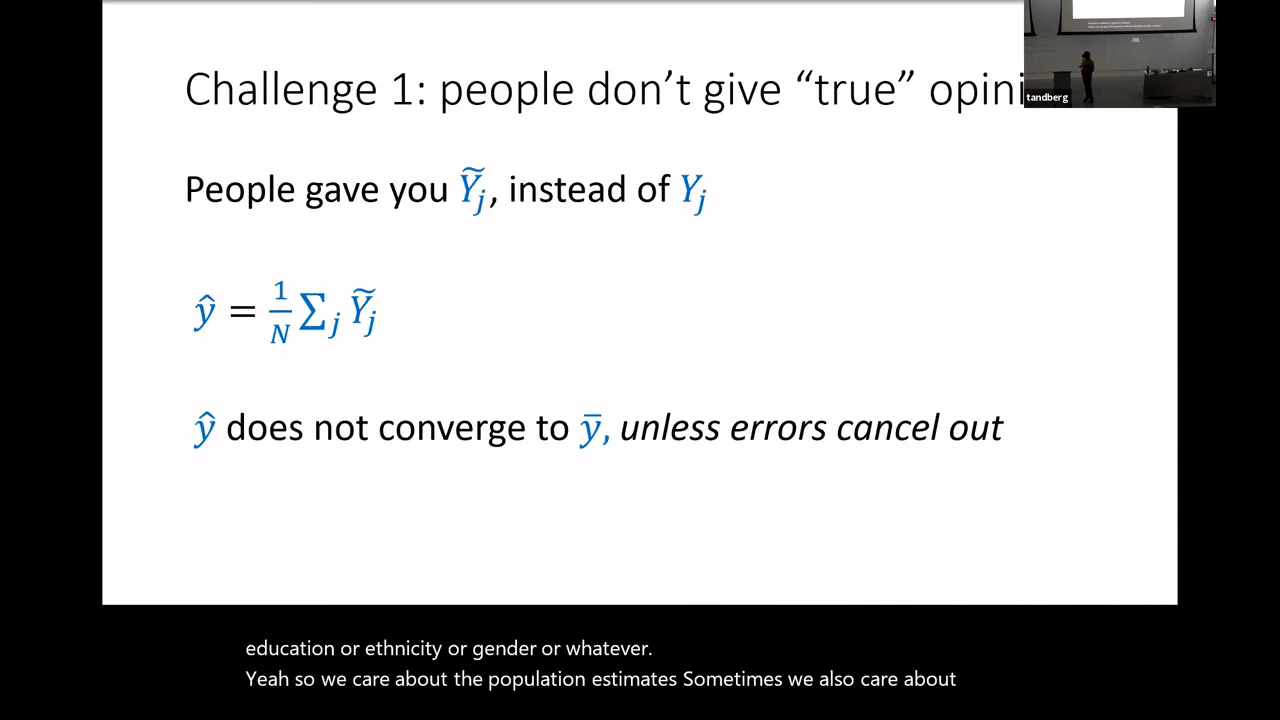 Challenge 1: people don't give “true” opini
tandberg
People gave you Ỹⱼ, instead of Yⱼ
ŷ = 1/N ∑ⱼ Ỹⱼ
ŷ does not converge to ȳ, unless errors cancel out
education or ethnicity or gender or whatever.
Yeah so we care about the population estimates Sometimes we also care about